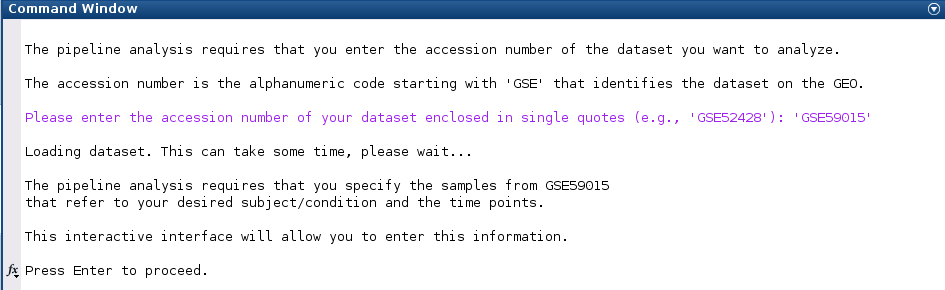 Command Window
The pipeline analysis requires that you enter the accession number of the dataset you want to analyze.
The accession number is the alphanumeric code starting with 'GSE' that identifies the dataset on the GEO.
Please enter the accession number of your dataset enclosed in single quotes (e.g., 'GSE52428'): 'GSE59015'
Loading dataset. This can take some time, please wait...
The pipeline analysis requires that you specify the samples from GSE59015
that refer to your desired subject/condition and the time points.
This interactive interface will allow you to enter this information.
fx Press Enter to proceed.